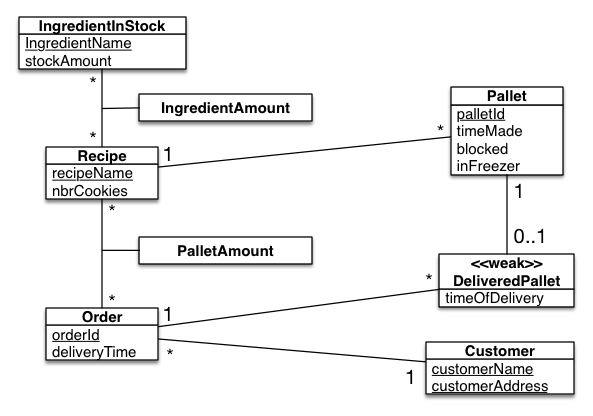 IngredientInStock
IngredientName
stockAmount
*
IngredientAmount
*
Recipe
recipeName
nbrCookies
1
*
Pallet
palletId
timeMade
blocked
inFreezer
1
0..1
*
PalletAmount
*
<<weak>>
DeliveredPallet
timeOfDelivery
*
Order
orderId
deliveryTime
1
*
1
Customer
customerName
customerAddress